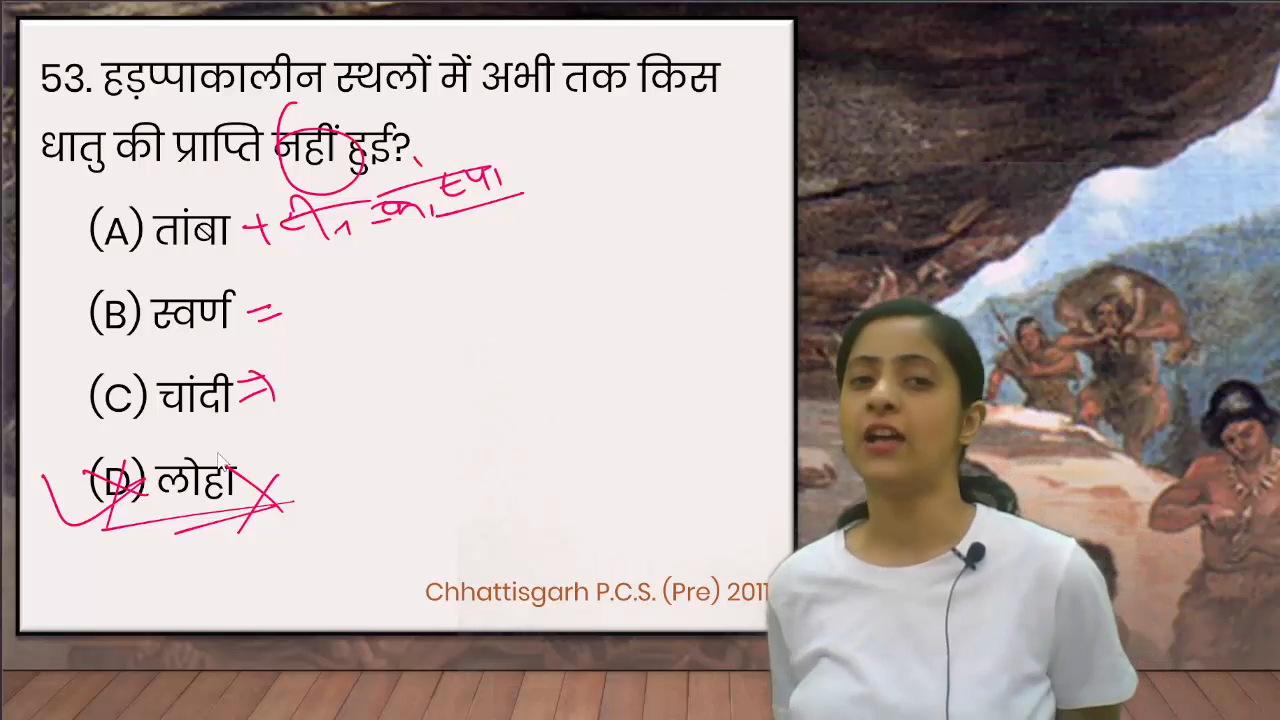 53. हड़प्पाकालीन स्थलों में अभी तक किस
धातु की प्राप्ति नहीं हुई?
(A) तांबा + टीन कांस्य
(B) स्वर्ण =
(C) चांदी
(D) लोहा
Chhattisgarh P.C.S. (Pre) 2011